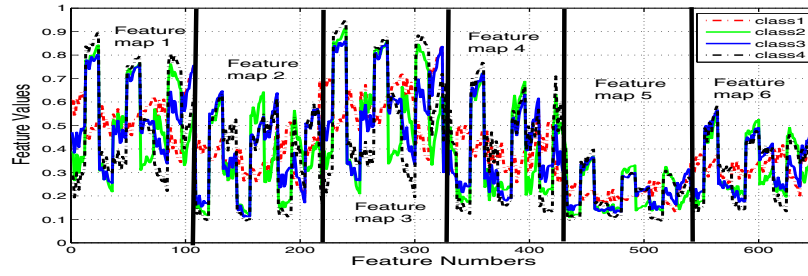 Feature map 1
Feature map 2
Feature map 3
Feature map 4
Feature map 5
Feature map 6
class1
class2
class3
class4
1
0.9
0.8
0.7
0.6
0.5
0.4
0.3
0.2
0.1
0
Feature Values
0
100
200
300
400
500
600
Feature Numbers